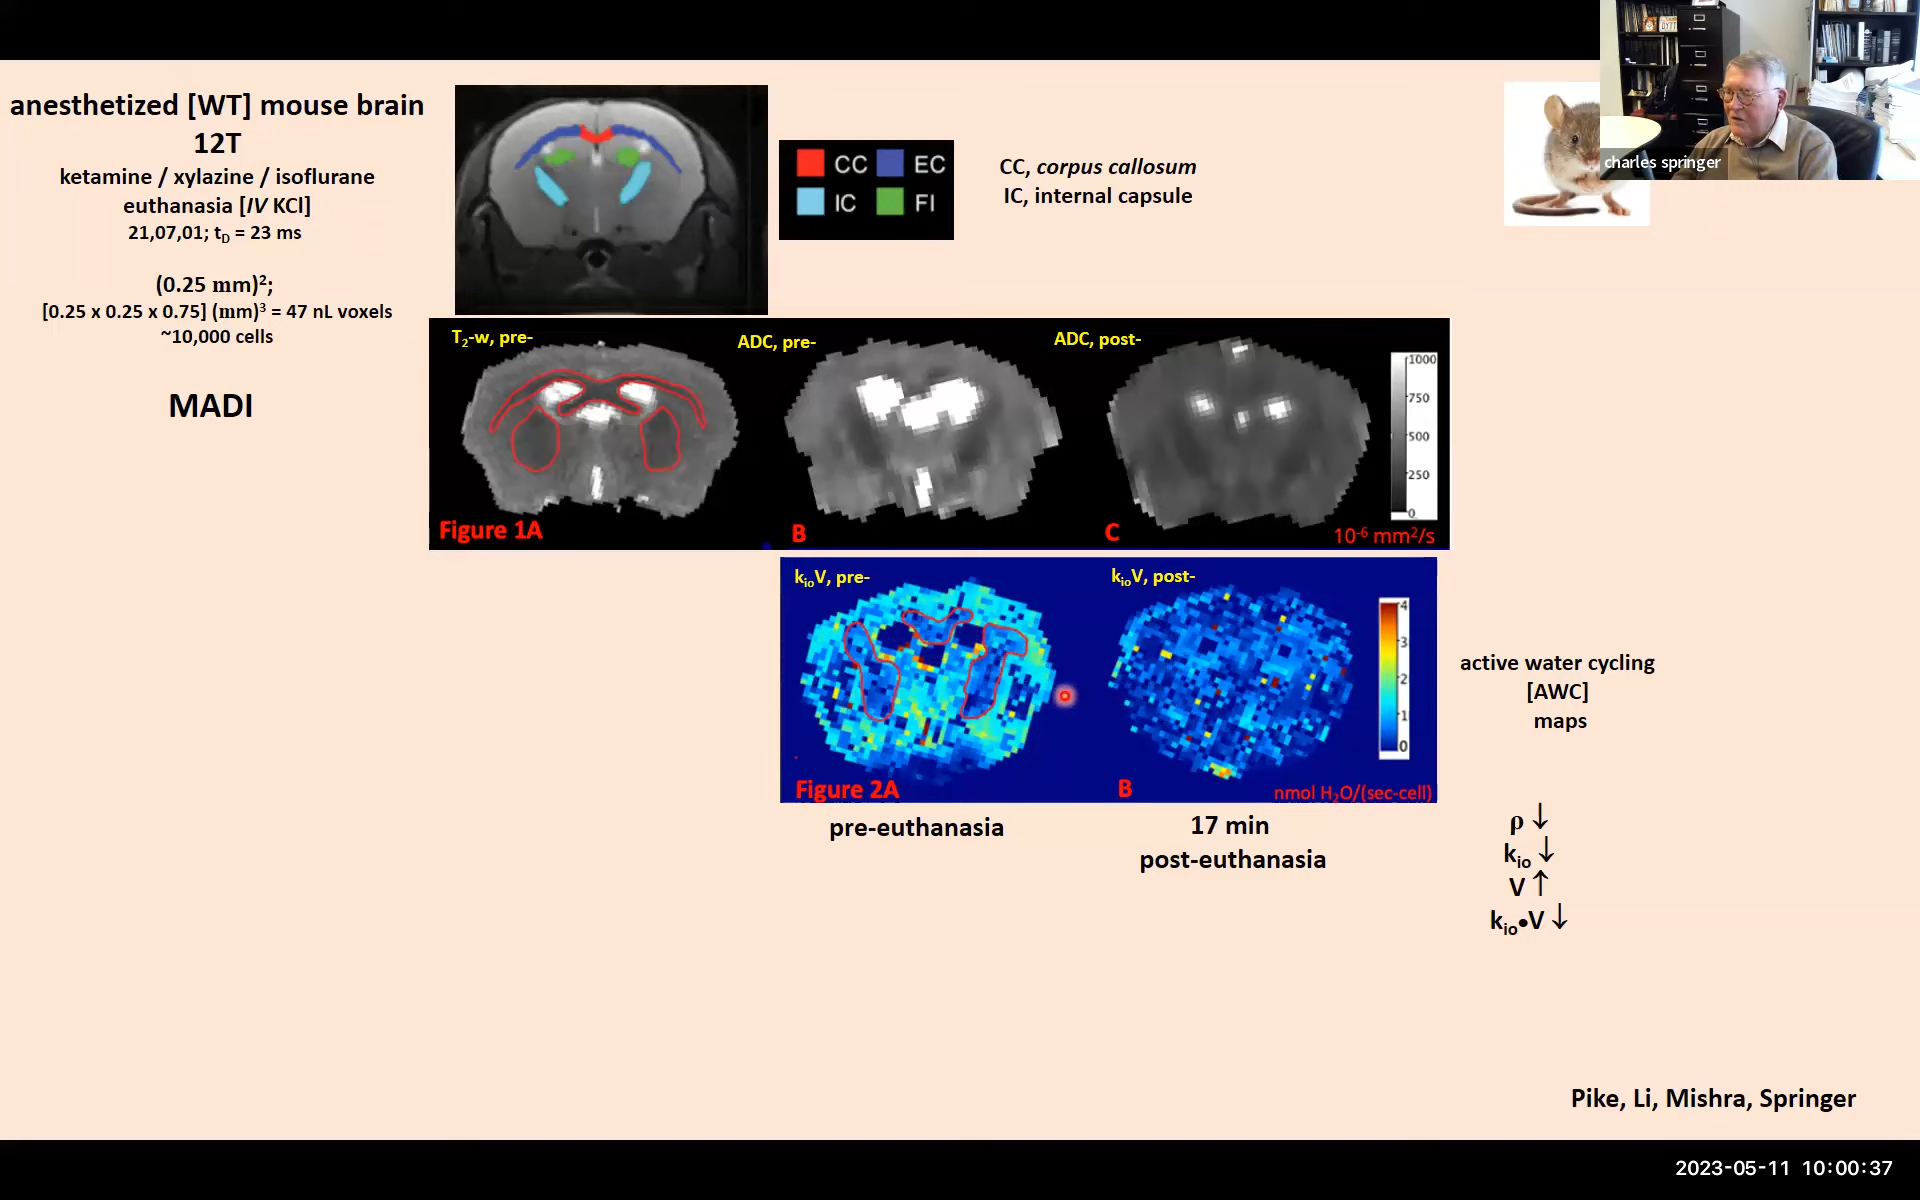 anesthetized [WT] mouse brain
12T
ketamine / xylazine / isoflurane
euthanasia [IV KCl]
21,07,01; tD = 23 ms
(0.25 mm)²;
[0.25 x 0.25 x 0.75] (mm)³ = 47 nL voxels
~10,000 cells
MADI
CC EC
IC FI
CC, corpus callosum
IC, internal capsule
charles springer
T2-w, pre-
ADC, pre-
ADC, post-
1000
750
500
250
0
Figure 1A
B
C
10⁻⁶ mm²/s
kioV, pre-
kioV, post-
4
3
2
1
0
Figure 2A
B
nmol H2O/(sec-cell)
pre-euthanasia
17 min
post-euthanasia
active water cycling
[AWC]
maps
ρ ↓
kio ↓
V ↑
kio•V ↓
Pike, Li, Mishra, Springer
2023-05-11 10:00:37